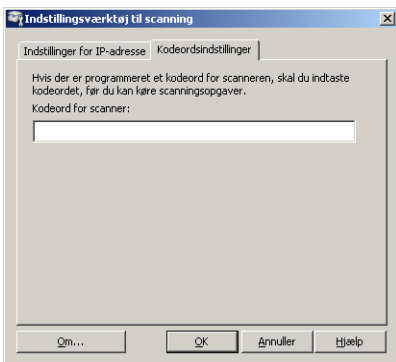 Indstillingsværktøj til scanning
Indstillinger for IP-adresse Kodeordsindstillinger
Hvis der er programmeret et kodeord for scanneren, skal du indtaste
kodeordet, før du kan køre scanningsopgaver.
Kodeord for scanner:
Om... OK Annuller Hjælp